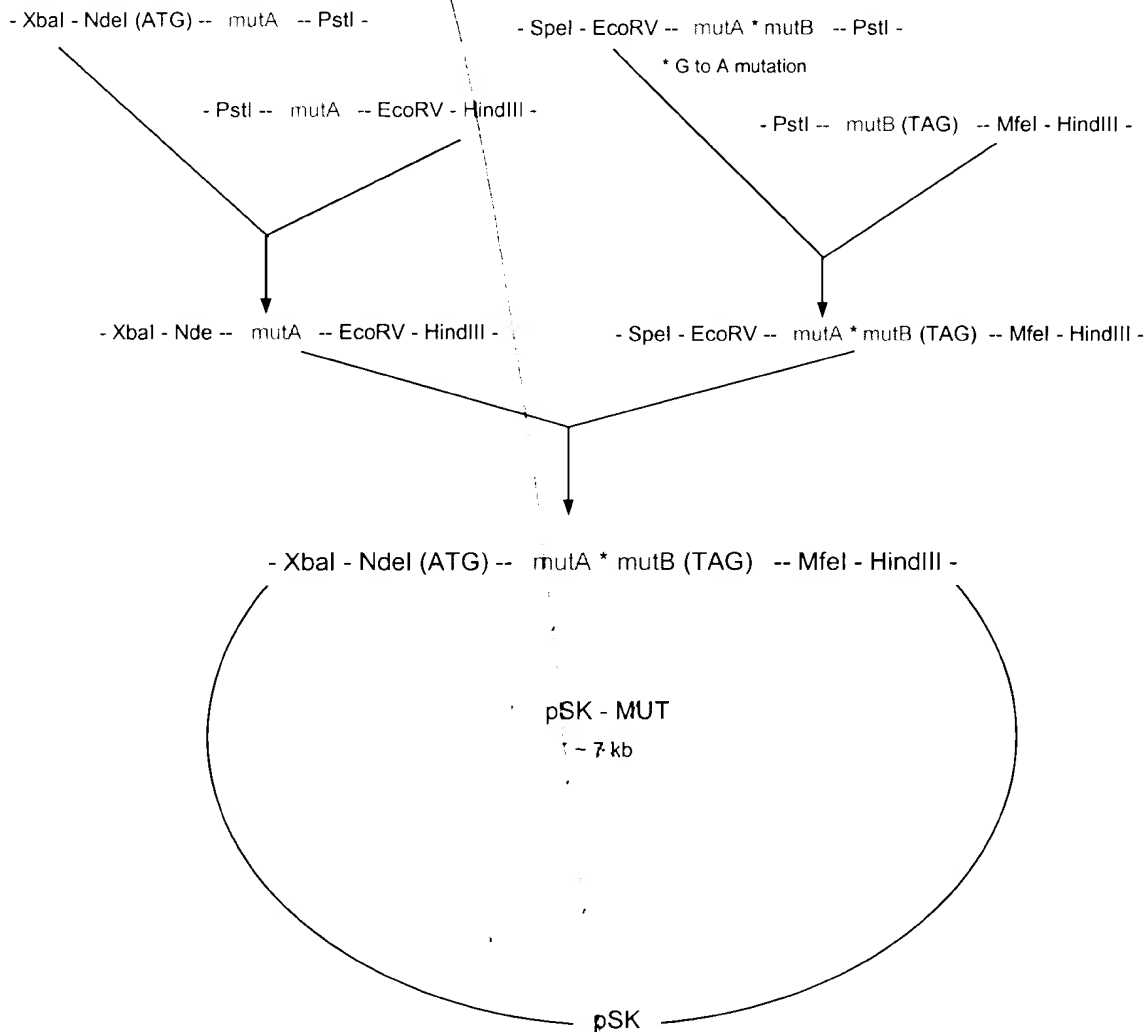 - XbaI - NdeI (ATG) -- mutA -- PstI -
- SpeI - EcoRV -- mutA * mutB -- PstI -
* G to A mutation
- PstI -- mutA -- EcoRV - HindIII -
- PstI -- mutB (TAG) -- MfeI - HindIII -
- XbaI - Nde -- mutA -- EcoRV - HindIII -
- SpeI - EcoRV -- mutA * mutB (TAG) -- MfeI - HindIII -
- XbaI - NdeI (ATG) -- mutA * mutB (TAG) -- MfeI - HindIII -
pSK - MUT
~ 7 kb
pSK